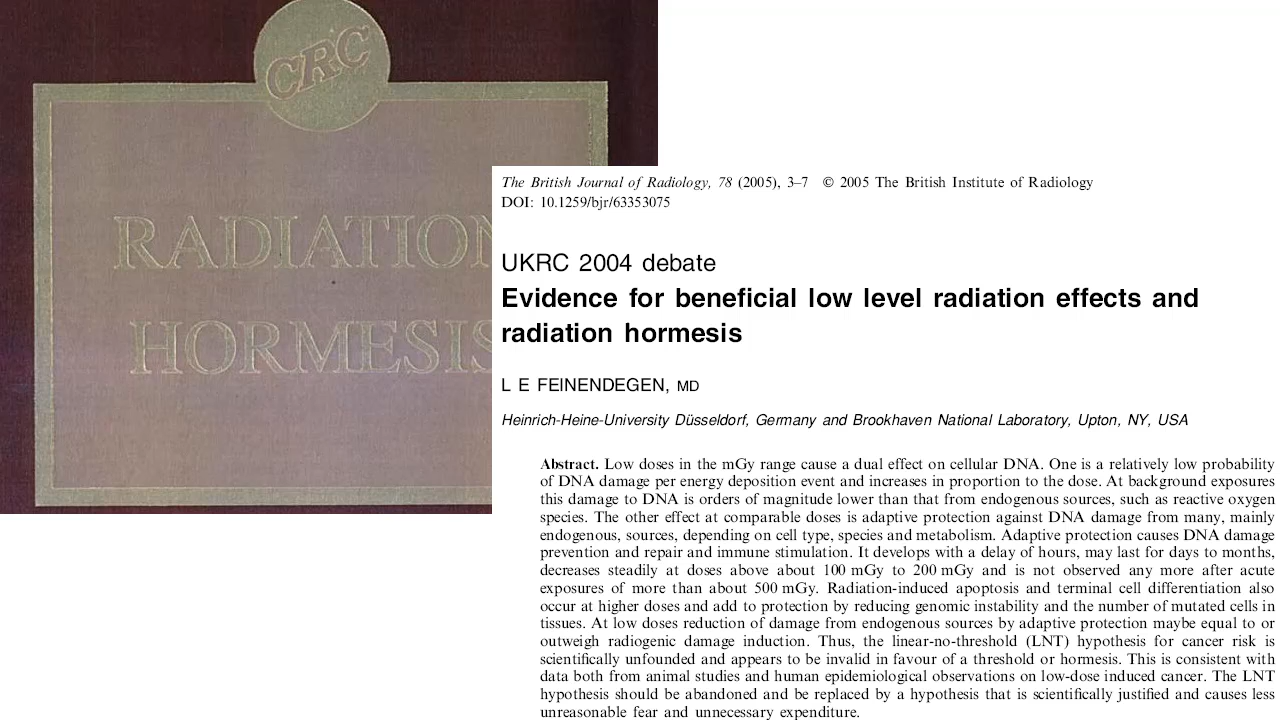 CRC
RADIATION
HORMESIS
The British Journal of Radiology, 78 (2005), 3–7 © 2005 The British Institute of Radiology
DOI: 10.1259/bjr/63353075
UKRC 2004 debate
Evidence for beneficial low level radiation effects and
radiation hormesis
L E FEINENDEGEN, MD
Heinrich-Heine-University Düsseldorf, Germany and Brookhaven National Laboratory, Upton, NY, USA
Abstract. Low doses in the mGy range cause a dual effect on cellular DNA. One is a relatively low probability
of DNA damage per energy deposition event and increases in proportion to the dose. At background exposures
this damage to DNA is orders of magnitude lower than that from endogenous sources, such as reactive oxygen
species. The other effect at comparable doses is adaptive protection against DNA damage from many, mainly
endogenous, sources, depending on cell type, species and metabolism. Adaptive protection causes DNA damage
prevention and repair and immune stimulation. It develops with a delay of hours, may last for days to months,
decreases steadily at doses above about 100 mGy to 200 mGy and is not observed any more after acute
exposures of more than about 500 mGy. Radiation-induced apoptosis and terminal cell differentiation also
occur at higher doses and add to protection by reducing genomic instability and the number of mutated cells in
tissues. At low doses reduction of damage from endogenous sources by adaptive protection maybe equal to or
outweigh radiogenic damage induction. Thus, the linear-no-threshold (LNT) hypothesis for cancer risk is
scientifically unfounded and appears to be invalid in favour of a threshold or hormesis. This is consistent with
data both from animal studies and human epidemiological observations on low-dose induced cancer. The LNT
hypothesis should be abandoned and be replaced by a hypothesis that is scientifically justified and causes less
unreasonable fear and unnecessary expenditure.